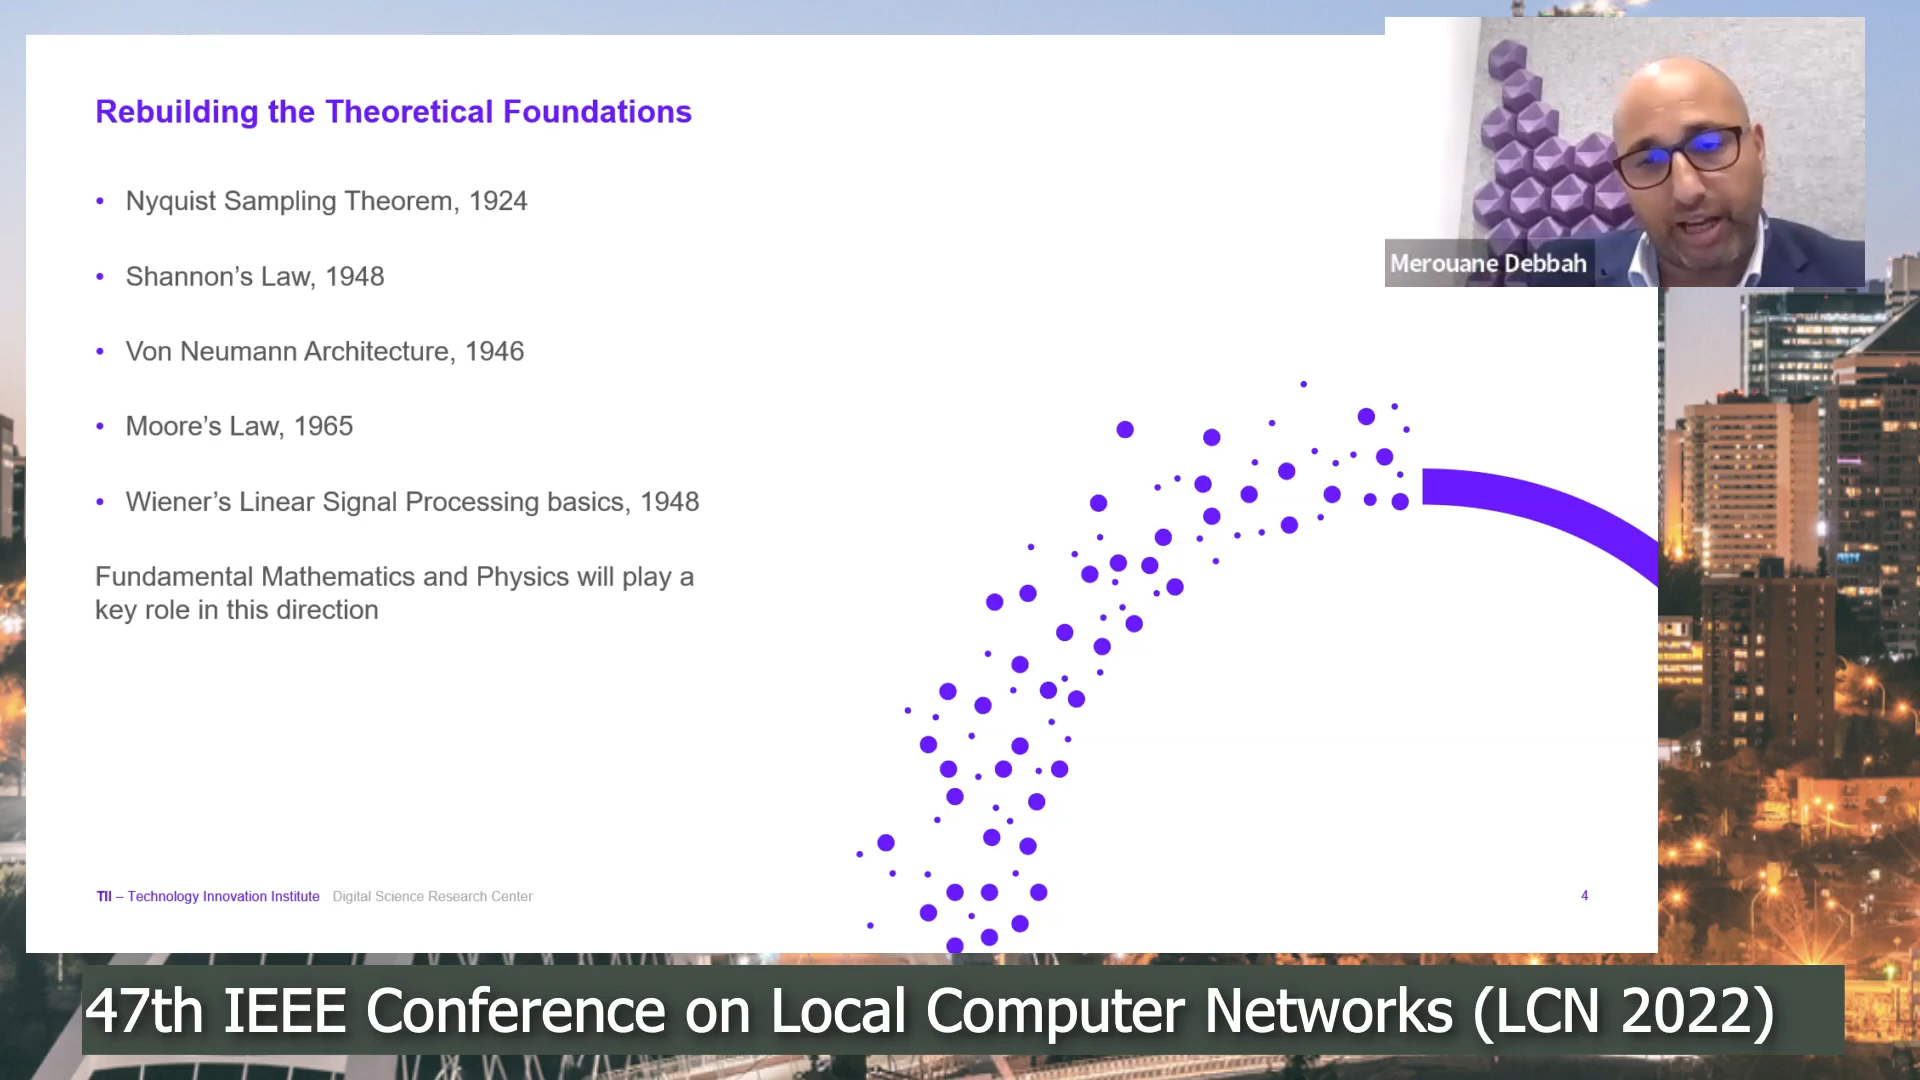 Rebuilding the Theoretical Foundations
Merouane Debbah
• Nyquist Sampling Theorem, 1924
• Shannon’s Law, 1948
• Von Neumann Architecture, 1946
• Moore’s Law, 1965
• Wiener’s Linear Signal Processing basics, 1948
Fundamental Mathematics and Physics will play a
key role in this direction
TII – Technology Innovation Institute Digital Science Research Center
4
47th IEEE Conference on Local Computer Networks (LCN 2022)